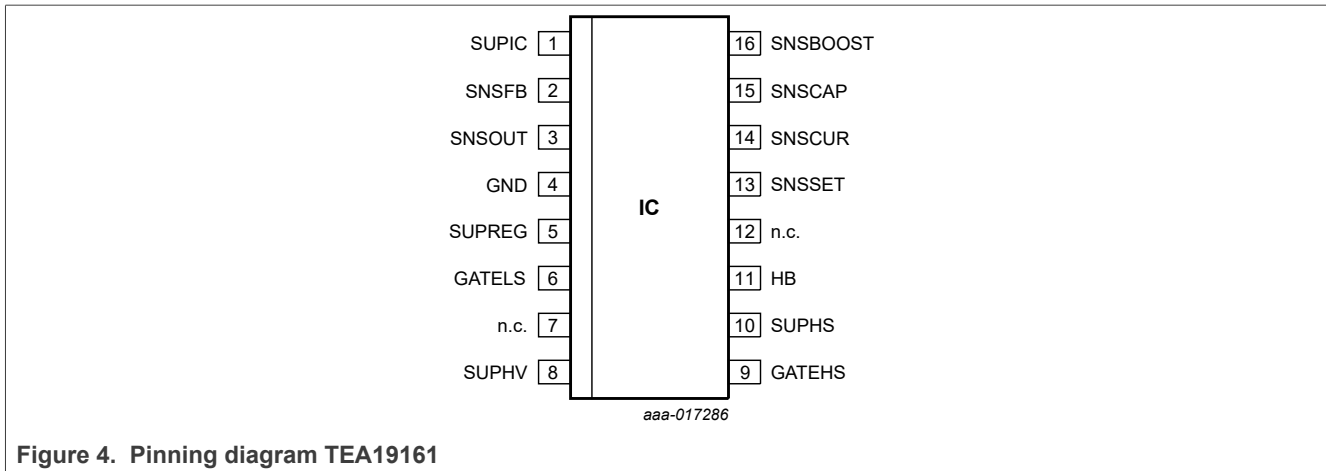 SUPIC 1
16 SNSBOOST
SNSFB 2
15 SNSCAP
SNSOUT 3
14 SNSCUR
GND 4
13 SNSSET
IC
SUPREG 5
12 n.c.
GATELS 6
11 HB
n.c. 7
10 SUPHS
SUPHV 8
9 GATEHS
aaa-017286
Figure 4. Pinning diagram TEA19161